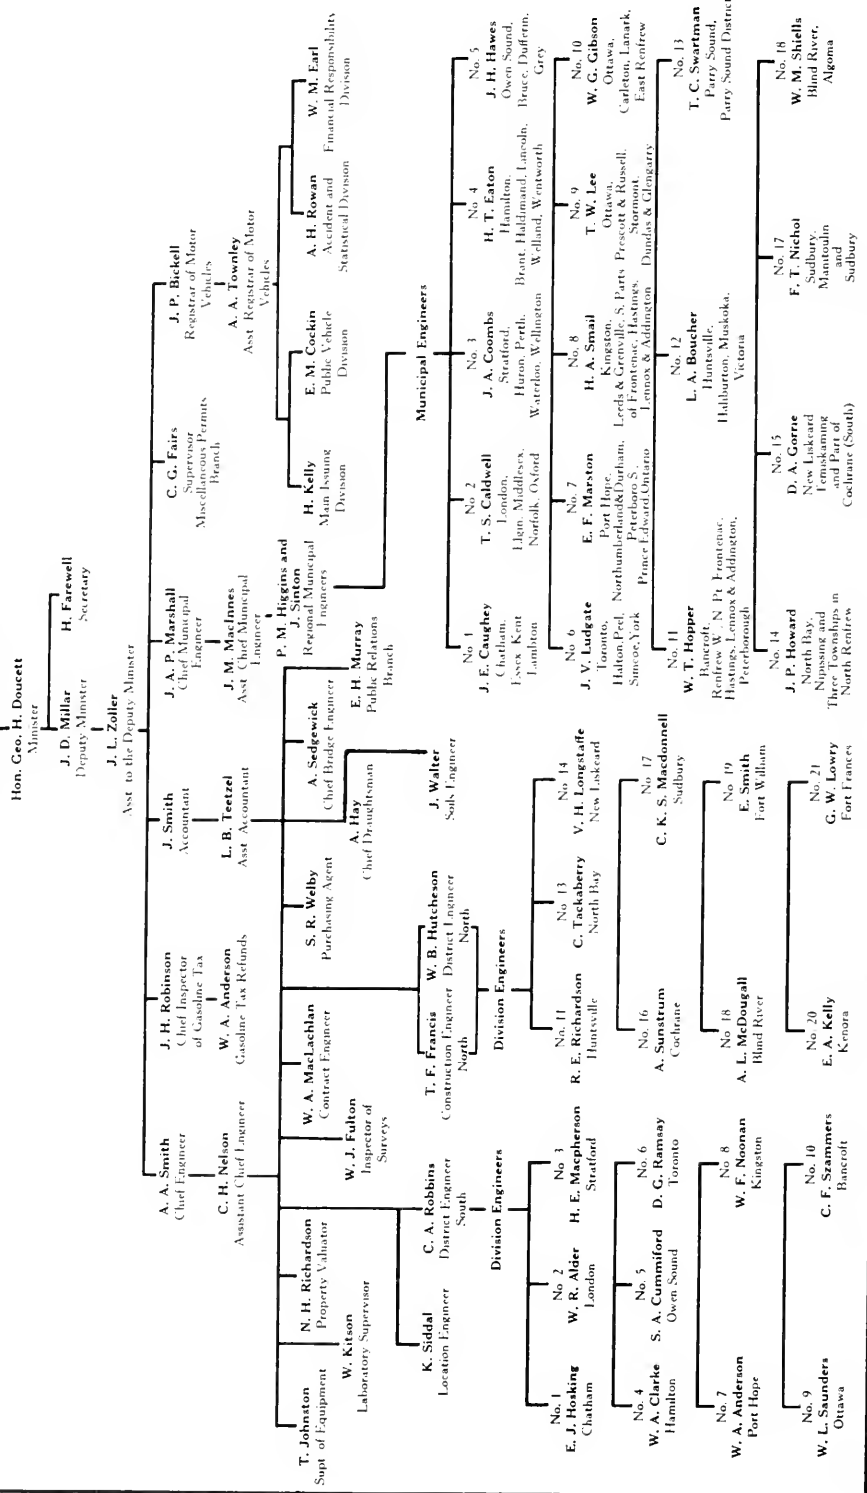 Hon. Geo. H. Doucett
Minister
J. D. Millar
Deputy Minister
H. Farewell
Secretary
J. L. Zoller
Asst to the Deputy Minister
A. A. Smith
Chief Engineer
J. H. Robinson
Chief Inspector
of Gasoline Tax
J. Smith
Accountant
J. A. P. Marshall
Chief Municipal
Engineer
C. G. Fairs
Supervisor
Miscellaneous Permits
Branch
J. P. Bickell
Registrar of Motor
Vehicles
C. H. Nelson
Assistant Chief Engineer
W. A. Anderson
Gasoline Tax Refunds
L. B. Teetzel
Asst Accountant
J. M. MacInnes
Asst Chief Municipal
Engineer
A. A. Townley
Asst Registrar of Motor
Vehicles
T. Johnston
Supt of Equipment
N. H. Richardson
Property Valuator
W. A. MacLachlan
Contract Engineer
S. R. Welby
Purchasing Agent
A. Sedgewick
Chief Bridge Engineer
P. M. Higgins and
J. Sinton
Regional Municipal
Engineers
H. Kelly
Main Issuing
Division
E. M. Cockin
Public Vehicle
Division
A. H. Rowan
Accident and
Statistical Division
W. M. Earl
Financial Responsibility
Division
W. Kitson
Laboratory Supervisor
W. J. Fulton
Inspector of
Surveys
A. Hay
Chief Draughtsman
E. H. Murray
Public Relations
Branch
K. Siddal
Location Engineer
C. A. Robbins
District Engineer
South
T. F. Francis
Construction Engineer
North
W. B. Hutcheson
District Engineer
North
J. Walter
Soils Engineer
Municipal Engineers
Division Engineers
No. 1
E. J. Hosking
Chatham
No 2
W. R. Alder
London
No 3
H. E. Macpherson
Stratford
No. 4
W. A. Clarke
Hamilton
No. 5
S. A. Cummiford
Owen Sound
No. 6
D. G. Ramsay
Toronto
No. 7
W. A. Anderson
Port Hope
No 8
W. F. Noonan
Kingston
No. 9
W. L. Saunders
Ottawa
No. 10
C. F. Szammers
Bancroft
Division Engineers
No. 11
R. E. Richardson
Huntsville
No 13
C. Tackaberry
North Bay
No 14
V. H. Longstaffe
New Liskeard
No. 16
A. Sunstrum
Cochrane
No 17
C. K. S. Macdonnell
Sudbury
No 18
A. L. McDougall
Blind River
No 19
E. Smith
Fort William
No 20
E. A. Kelly
Kenora
No. 21
G. W. Lowry
Fort Frances
No 1
J. E. Caughey
Chatham,
Essex Kent
Lambton
No 2
T. S. Caldwell
London,
Elgin, Middlesex,
Norfolk, Oxford
No. 3
J. A. Coombs
Stratford,
Huron, Perth,
Waterloo, Wellington
No 4
H. T. Eaton
Hamilton,
Brant, Haldimand, Lincoln,
Welland, Wentworth
No. 5
J. H. Hawes
Owen Sound,
Bruce, Dufferin,
Grey
No 6
J. V. Ludgate
Toronto,
Halton, Peel,
Simcoe, York
No. 7
E. F. Marston
Port Hope,
Northumberland&Durham,
Peterboro S.
Prince Edward, Ontario
No. 8
H. A. Smail
Kingston,
Leeds & Grenville, S. Parts
of Frontenac, Hastings,
Lennox & Addington
No. 9
T. W. Lee
Ottawa,
Prescott & Russell,
Stormont,
Dundas & Glengarry
No. 10
W. G. Gibson
Ottawa,
Carleton, Lanark,
East Renfrew
No. 11
W. T. Hopper
Bancroft,
Renfrew W., N. Pt Frontenac,
Hastings, Lennox & Addington,
Peterborough
No. 12
L. A. Boucher
Huntsville,
Haliburton, Muskoka,
Victoria
No. 13
T. C. Swartman
Parry Sound,
Parry Sound District
No. 14
J. P. Howard
North Bay,
Nipissing and
Three Townships in
North Renfrew
No. 15
D. A. Gorrie
New Liskeard
Temiskaming
and Part of
Cochrane (South)
No. 17
F. T. Nichol
Sudbury,
Manitoulin
and
Sudbury
No. 18
W. M. Shiells
Blind River,
Algoma